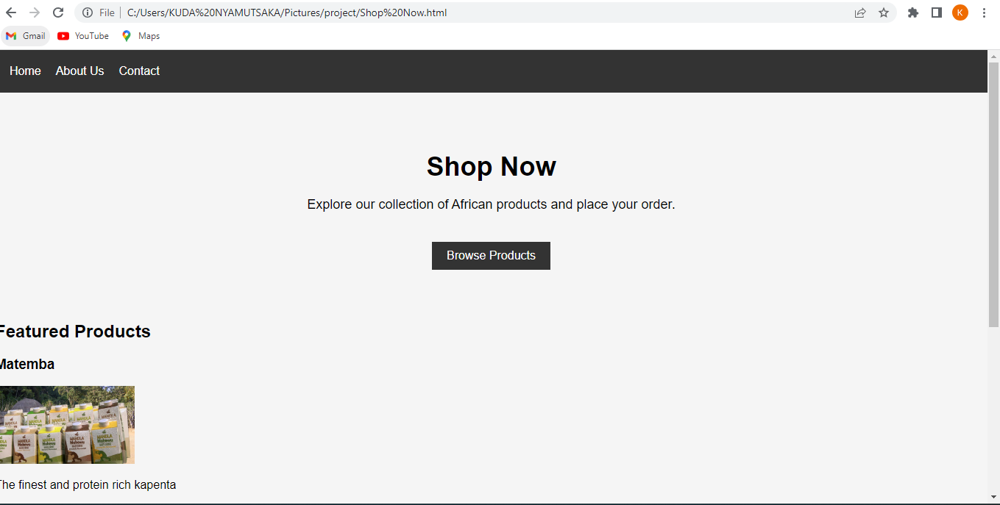 File C:/Users/KUDA%20NYAMUTSAKA/Pictures/project/Shop%20Now.html K
Gmail YouTube Maps
Home About Us Contact
Shop Now
Explore our collection of African products and place your order.
Browse Products
Featured Products
Matemba
Mahewu
The finest and protein rich kapenta